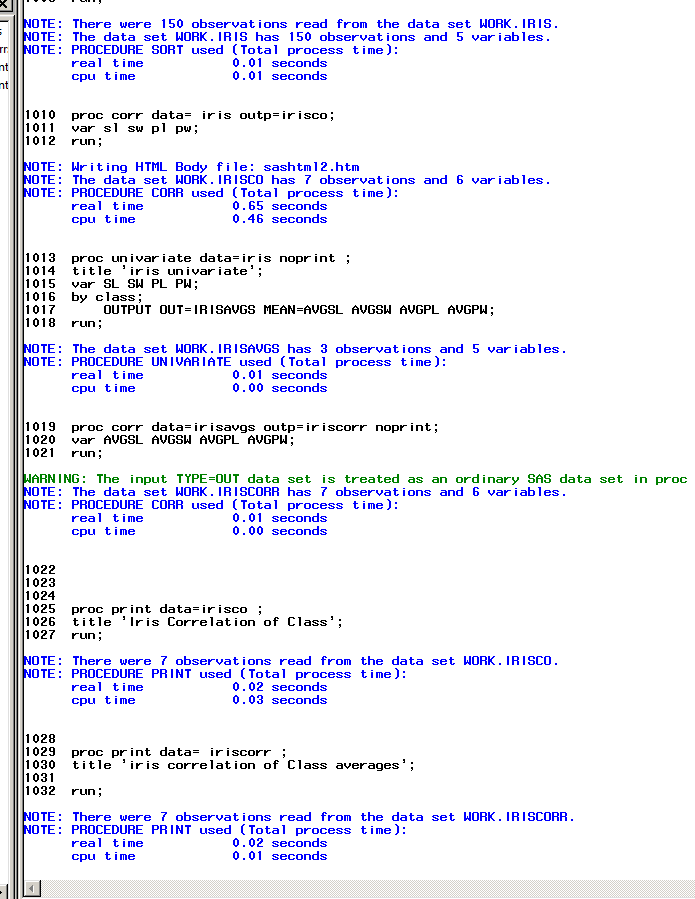 run;
NOTE: There were 150 observations read from the data set WORK.IRIS.
NOTE: The data set WORK.IRIS has 150 observations and 5 variables.
NOTE: PROCEDURE SORT used (Total process time):
real time 0.01 seconds
cpu time 0.01 seconds
1010 proc corr data= iris outp=irisco;
1011 var sl sw pl pw;
1012 run;
NOTE: Writing HTML Body file: sashtml2.htm
NOTE: The data set WORK.IRISCO has 7 observations and 6 variables.
NOTE: PROCEDURE CORR used (Total process time):
real time 0.65 seconds
cpu time 0.46 seconds
1013 proc univariate data=iris noprint ;
1014 title 'iris univariate';
1015 var SL SW PL PW;
1016 by class;
1017 OUTPUT OUT=IRISAVGS MEAN=AVGSL AVGSW AVGPL AVGPW;
1018 run;
NOTE: The data set WORK.IRISAVGS has 3 observations and 5 variables.
NOTE: PROCEDURE UNIVARIATE used (Total process time):
real time 0.01 seconds
cpu time 0.00 seconds
1019 proc corr data=irisavgs outp=iriscorr noprint;
1020 var AVGSL AVGSW AVGPL AVGPW;
1021 run;
WARNING: The input TYPE=OUT data set is treated as an ordinary SAS data set in proc
NOTE: The data set WORK.IRISCORR has 7 observations and 6 variables.
NOTE: PROCEDURE CORR used (Total process time):
real time 0.01 seconds
cpu time 0.00 seconds
1022
1023
1024
1025 proc print data=irisco ;
1026 title 'Iris Correlation of Class';
1027 run;
NOTE: There were 7 observations read from the data set WORK.IRISCO.
NOTE: PROCEDURE PRINT used (Total process time):
real time 0.02 seconds
cpu time 0.03 seconds
1028
1029 proc print data= iriscorr ;
1030 title 'iris correlation of Class averages';
1031
1032 run;
NOTE: There were 7 observations read from the data set WORK.IRISCORR.
NOTE: PROCEDURE PRINT used (Total process time):
real time 0.02 seconds
cpu time 0.01 seconds